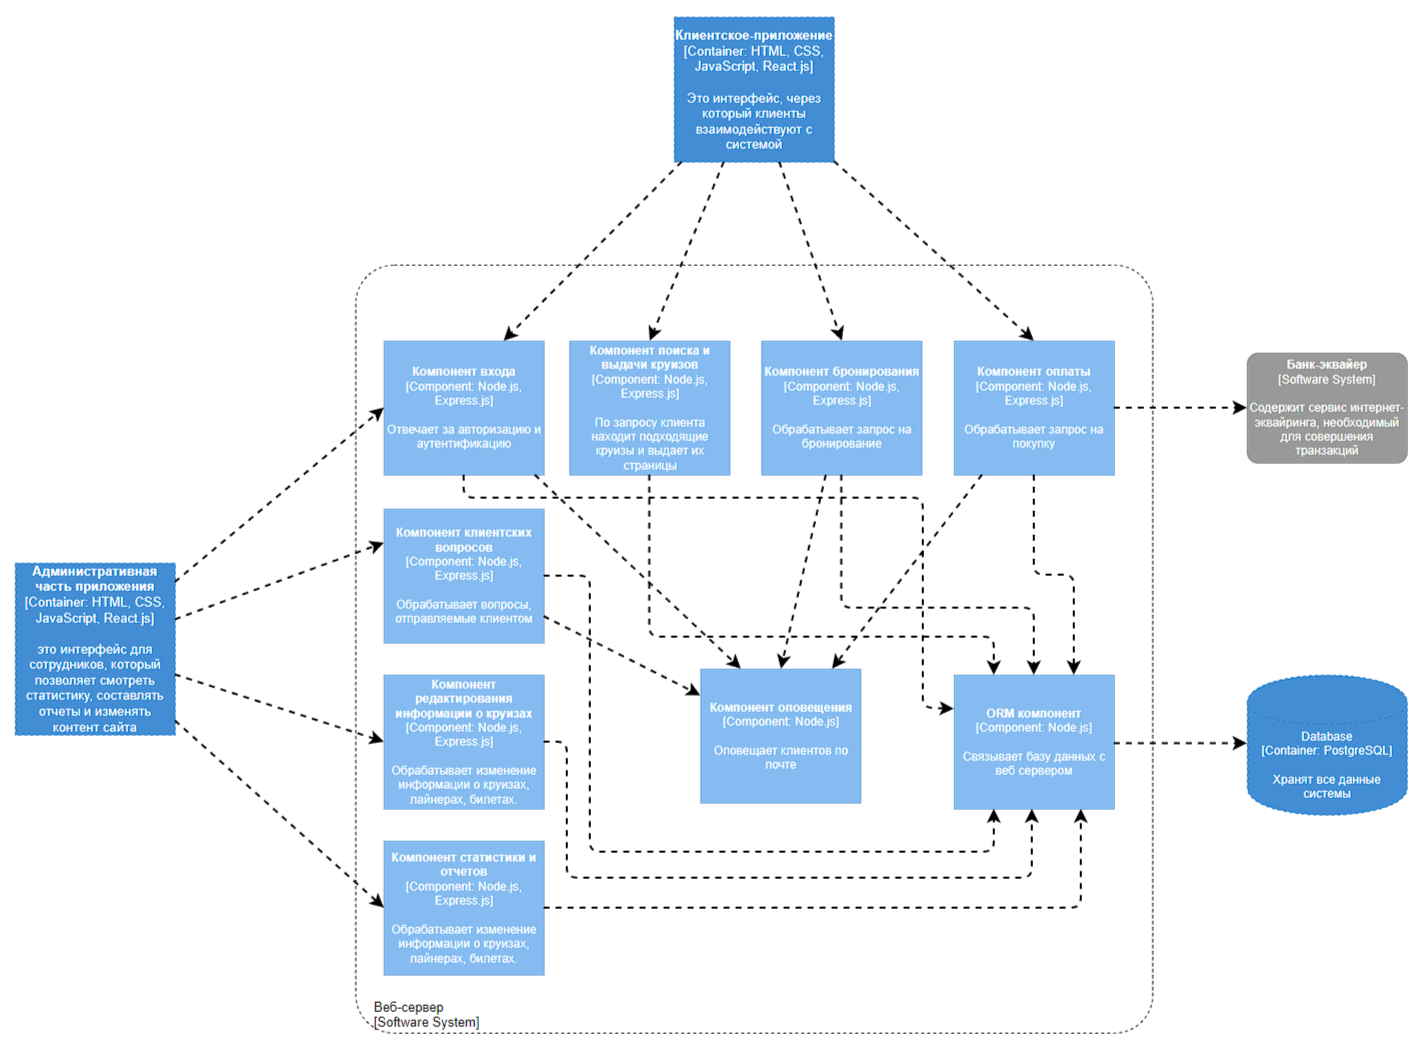 Клиентское-приложение
[Container: HTML, CSS,
JavaScript, React.js]
Это интерфейс, через
который клиенты
взаимодействуют с
системой
Компонент входа
[Component: Node.js,
Express.js]
Отвечает за авторизацию и
аутентификацию
Компонент поиска и
выдачи круизов
[Component: Node.js,
Express.js]
По запросу клиента
находит подходящие
круизы и выдает их
страницы
Компонент бронирования
[Component: Node.js,
Express.js]
Обрабатывает запрос на
бронирование
Компонент оплаты
[Component: Node.js,
Express.js]
Обрабатывает запрос на
покупку
Банк-эквайер
[Software System]
Содержит сервис интернет-
эквайринга, необходимый
для совершения
транзакций
Административная
часть приложения
[Container: HTML, CSS,
JavaScript, React.js]
это интерфейс для
сотрудников, который
позволяет смотреть
статистику, составлять
отчеты и изменять
контент сайта
Компонент клиентских
вопросов
[Component: Node.js,
Express.js]
Обрабатывает вопросы,
отправляемые клиентом
Компонент
редактирования
информации о круизах
[Component: Node.js,
Express.js]
Обрабатывает изменение
информации о круизах,
лайнерах, билетах.
Компонент оповещения
[Component: Node.js]
Оповещает клиентов по
почте
ORM компонент
[Component: Node.js]
Связывает базу данных с
веб сервером
Database
[Container: PostgreSQL]
Хранят все данные
системы
Компонент статистики и
отчетов
[Component: Node.js,
Express.js]
Обрабатывает изменение
информации о круизах,
лайнерах, билетах.
Веб-сервер
[Software System]